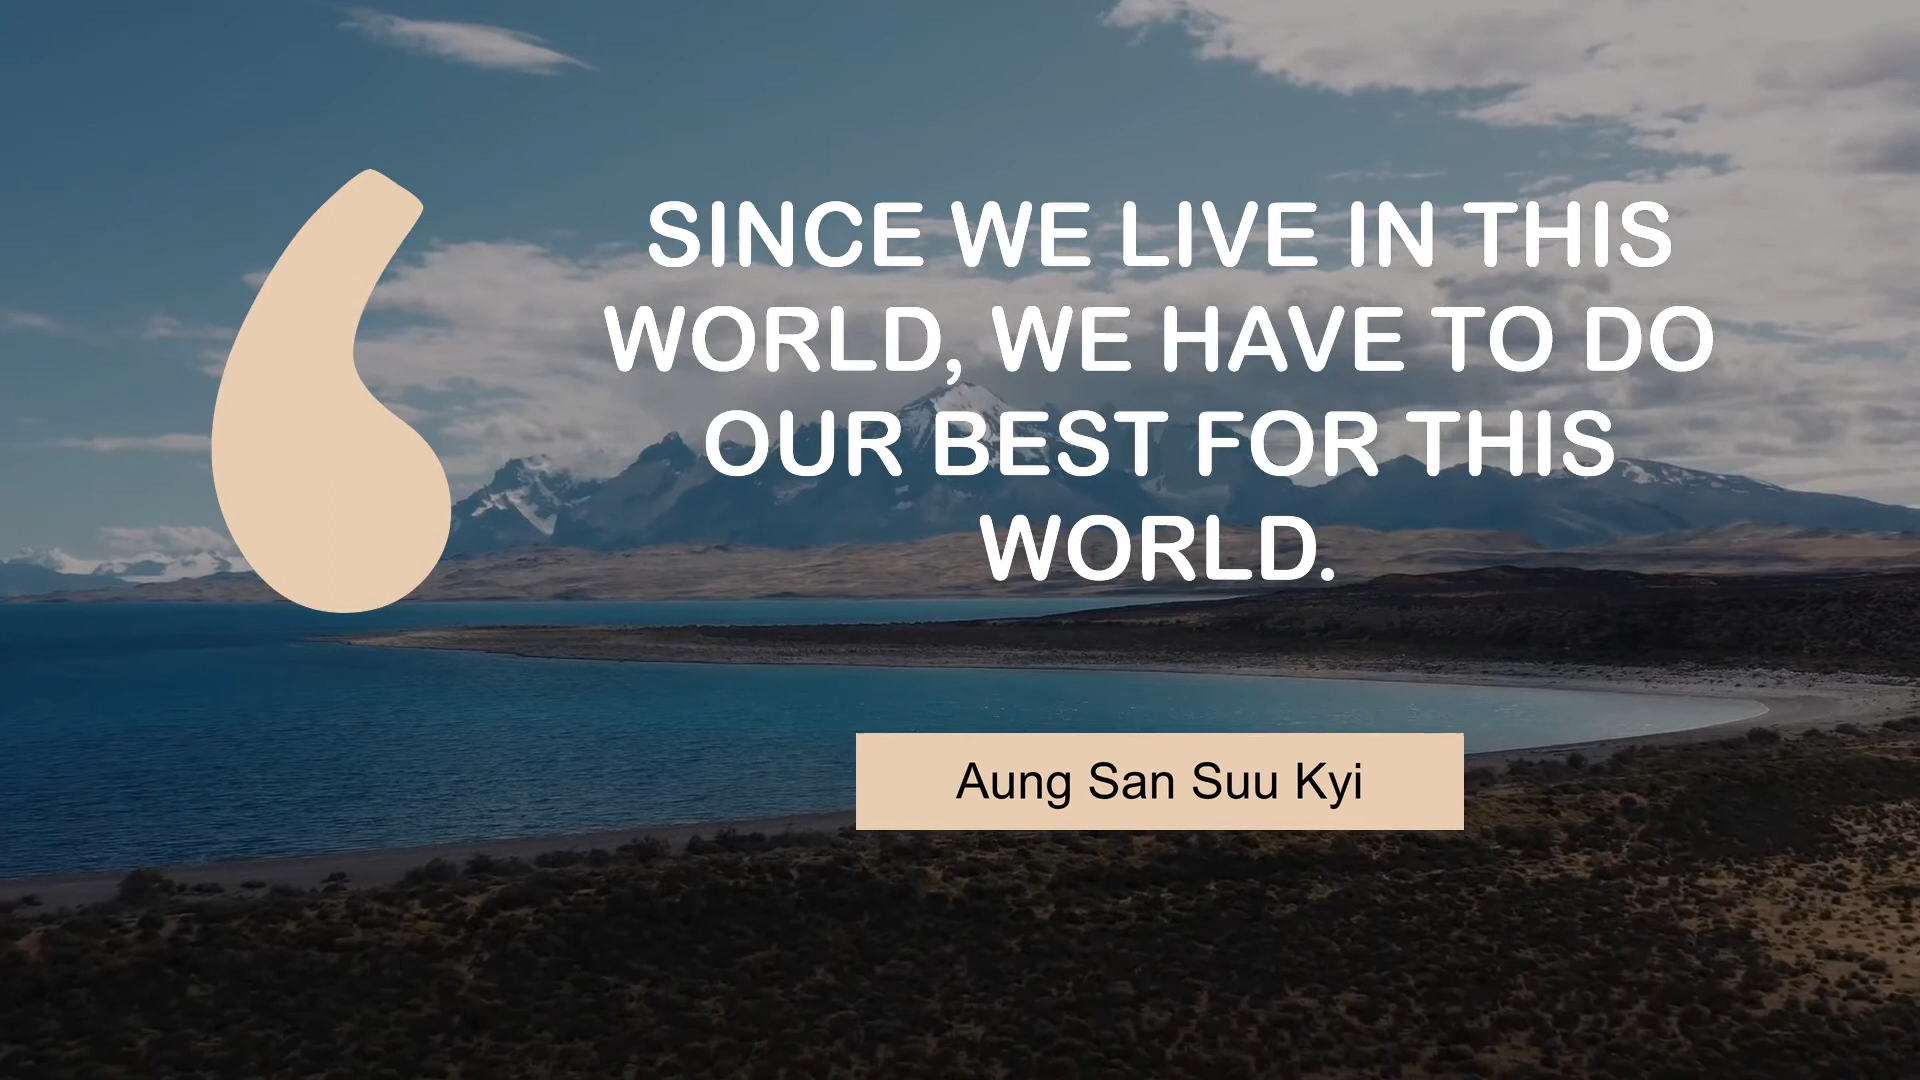 SINCE WE LIVE IN THIS
WORLD, WE HAVE TO DO
OUR BEST FOR THIS
WORLD.
Aung San Suu Kyi